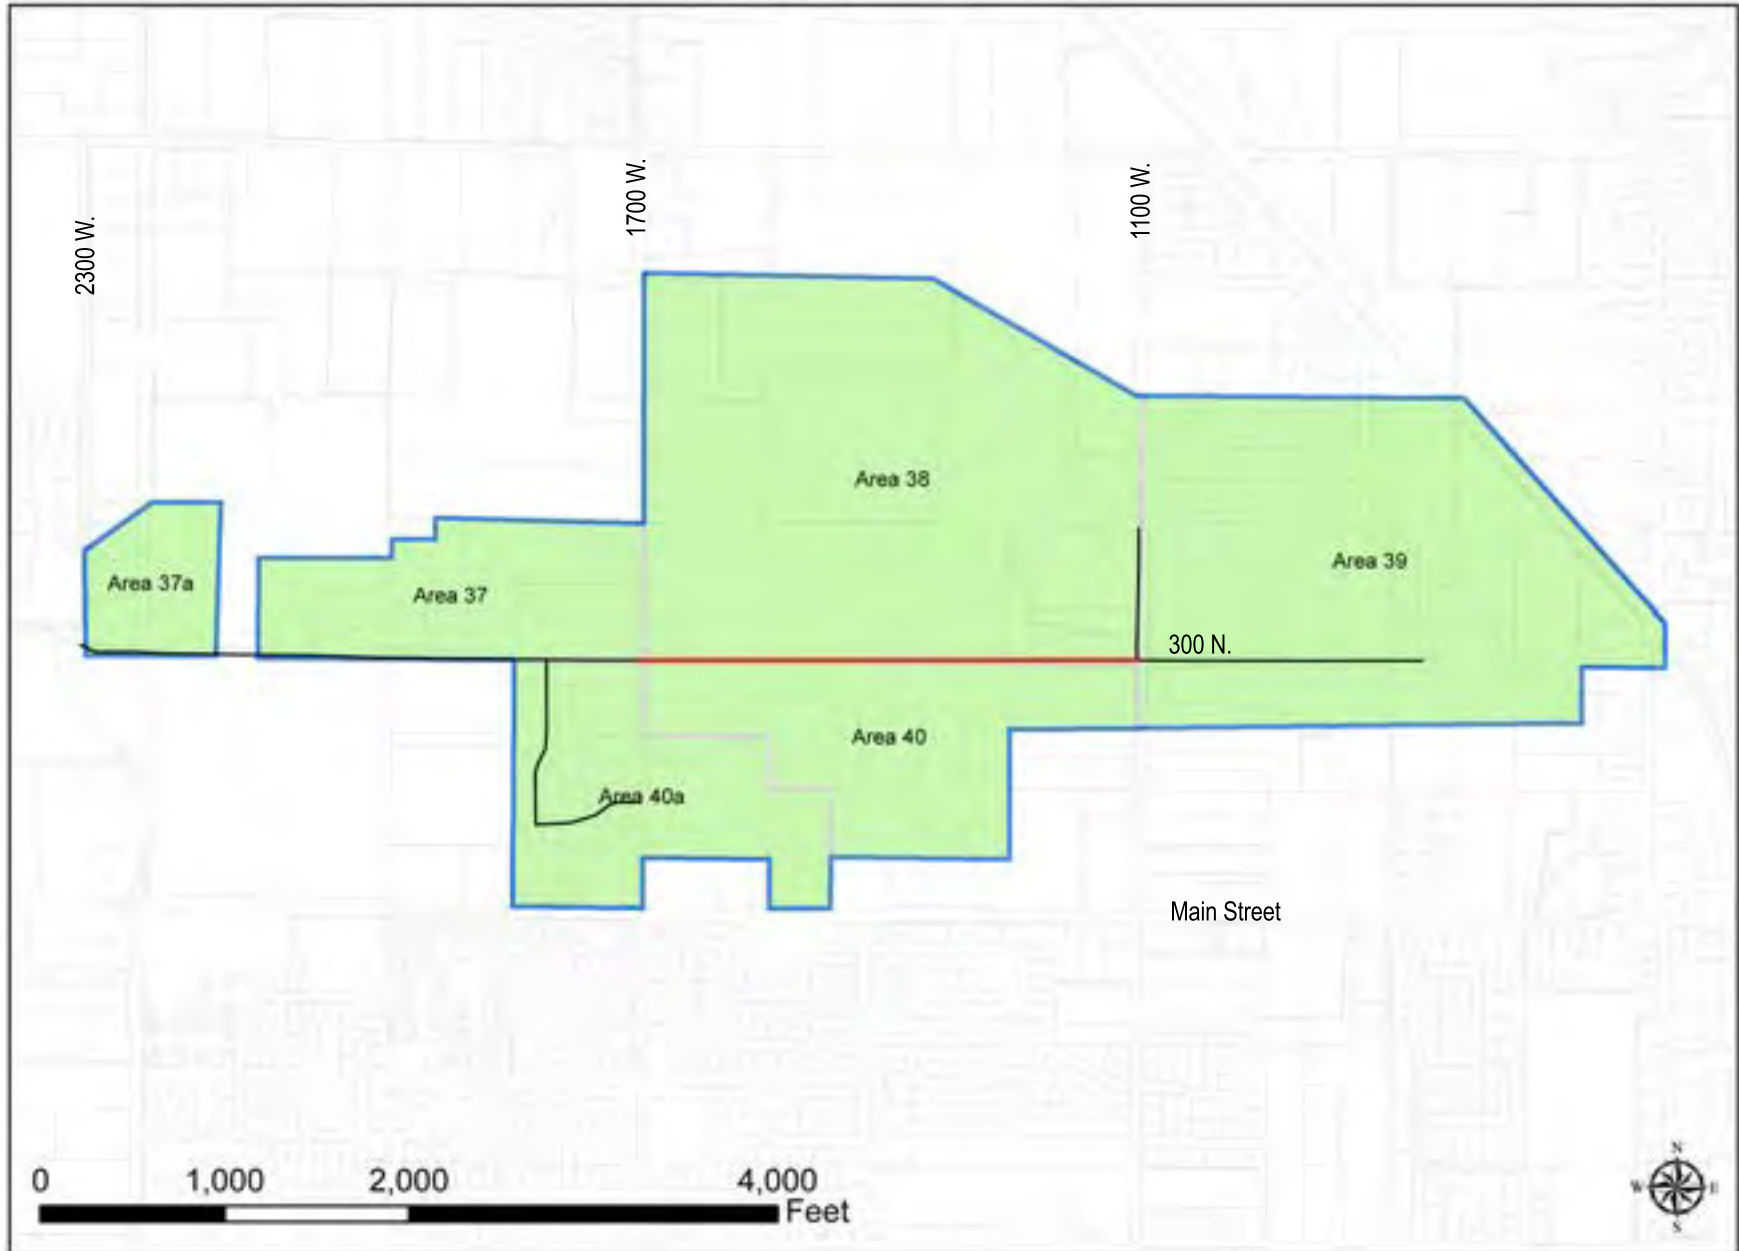 2300 W.
1700 W.
1100 W.
Area 38
Area 39
Area 37a
Area 37
300 N.
Area 40
Area 40a
Main Street
0 1,000 2,000 4,000
Feet
N
W E
S